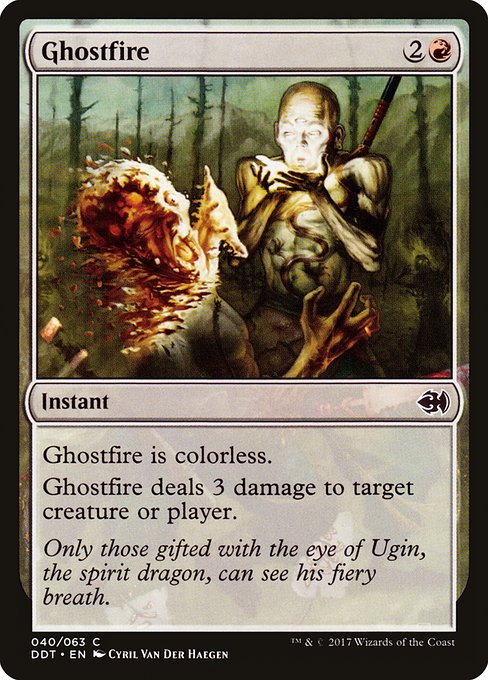 Ghostfire 2
Instant
Ghostfire is colorless.
Ghostfire deals 3 damage to target
creature or player.
Only those gifted with the eye of Ugin,
the spirit dragon, can see his fiery
breath.
040/063 C
DDT • EN Cyril Van Der Haegen
™ & © 2017 Wizards of the Coast